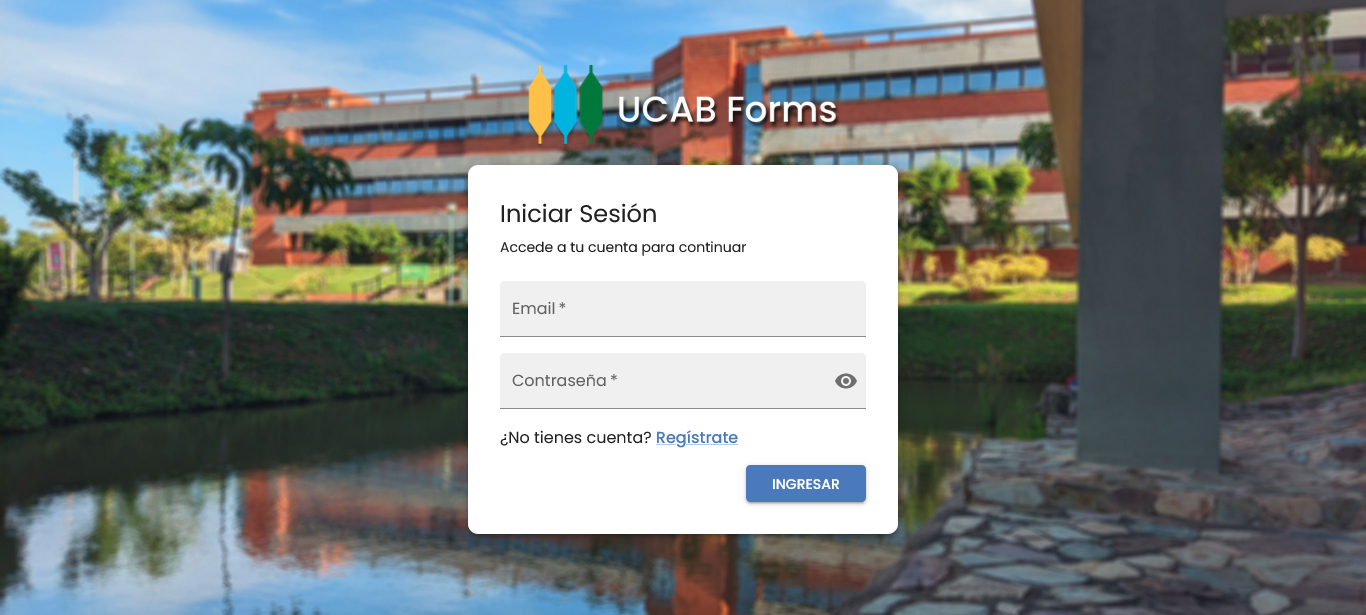 UCAB Forms
Iniciar Sesión
Accede a tu cuenta para continuar
Email *
Contraseña *
¿No tienes cuenta? Regístrate
INGRESAR